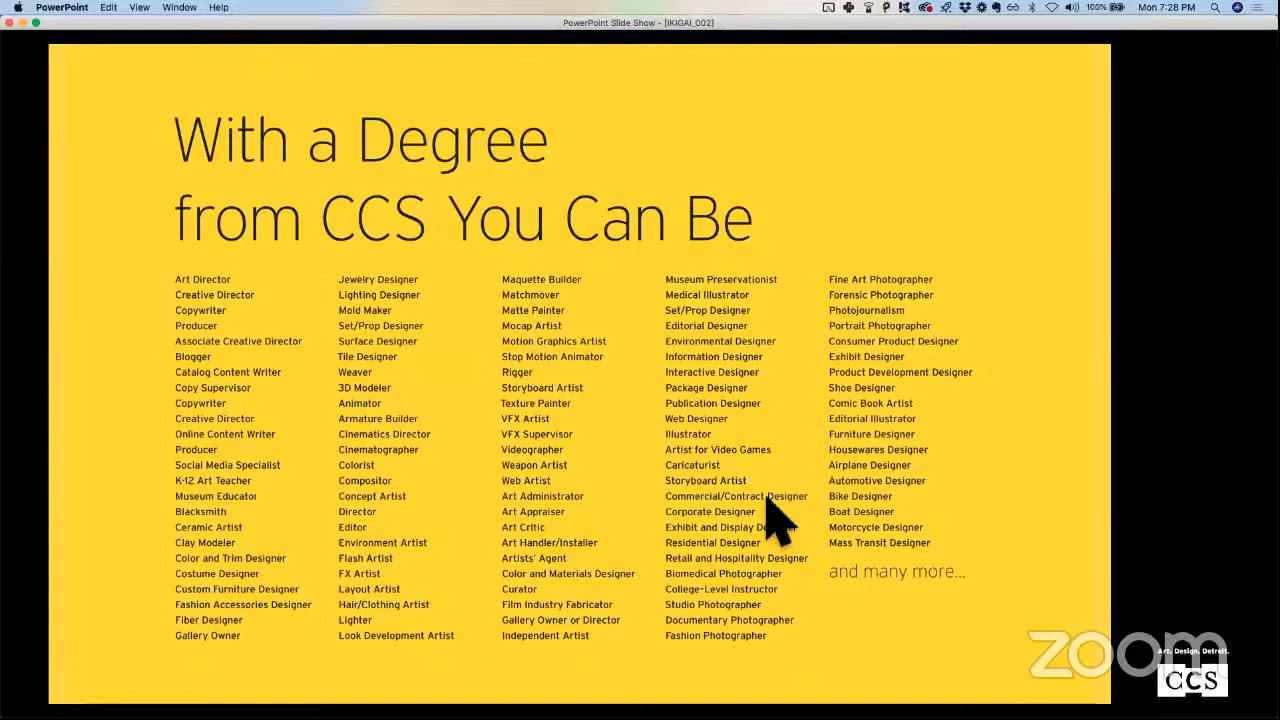 PowerPoint Edit View Window Help
100% Mon 7:28 PM
PowerPoint Slide Show - [IKIGAI_002]
With a Degree
from CCS You Can Be
Art Director
Creative Director
Copywriter
Producer
Associate Creative Director
Blogger
Catalog Content Writer
Copy Supervisor
Copywriter
Creative Director
Online Content Writer
Producer
Social Media Specialist
K-12 Art Teacher
Museum Educator
Blacksmith
Ceramic Artist
Clay Modeler
Color and Trim Designer
Costume Designer
Custom Furniture Designer
Fashion Accessories Designer
Fiber Designer
Gallery Owner
Jewelry Designer
Lighting Designer
Mold Maker
Set/Prop Designer
Surface Designer
Tile Designer
Weaver
3D Modeler
Animator
Armature Builder
Cinematics Director
Cinematographer
Colorist
Compositor
Concept Artist
Director
Editor
Environment Artist
Flash Artist
FX Artist
Layout Artist
Hair/Clothing Artist
Lighter
Look Development Artist
Maquette Builder
Matchmover
Matte Painter
Mocap Artist
Motion Graphics Artist
Stop Motion Animator
Rigger
Storyboard Artist
Texture Painter
VFX Artist
VFX Supervisor
Videographer
Weapon Artist
Web Artist
Art Administrator
Art Appraiser
Art Critic
Art Handler/Installer
Artists' Agent
Color and Materials Designer
Curator
Film Industry Fabricator
Gallery Owner or Director
Independent Artist
Museum Preservationist
Medical Illustrator
Set/Prop Designer
Editorial Designer
Environmental Designer
Information Designer
Interactive Designer
Package Designer
Publication Designer
Web Designer
Illustrator
Artist for Video Games
Caricaturist
Storyboard Artist
Commercial/Contract Designer
Corporate Designer
Exhibit and Display
Residential Designer
Retail and Hospitality Designer
Biomedical Photographer
College-Level Instructor
Studio Photographer
Documentary Photographer
Fashion Photographer
Fine Art Photographer
Forensic Photographer
Photojournalism
Portrait Photographer
Consumer Product Designer
Exhibit Designer
Product Development Designer
Shoe Designer
Comic Book Artist
Editorial Illustrator
Furniture Designer
Housewares Designer
Airplane Designer
Automotive Designer
Bike Designer
Boat Designer
Motorcycle Designer
Mass Transit Designer
and many more...
zoom
Art. Design. Detroit.
CCS